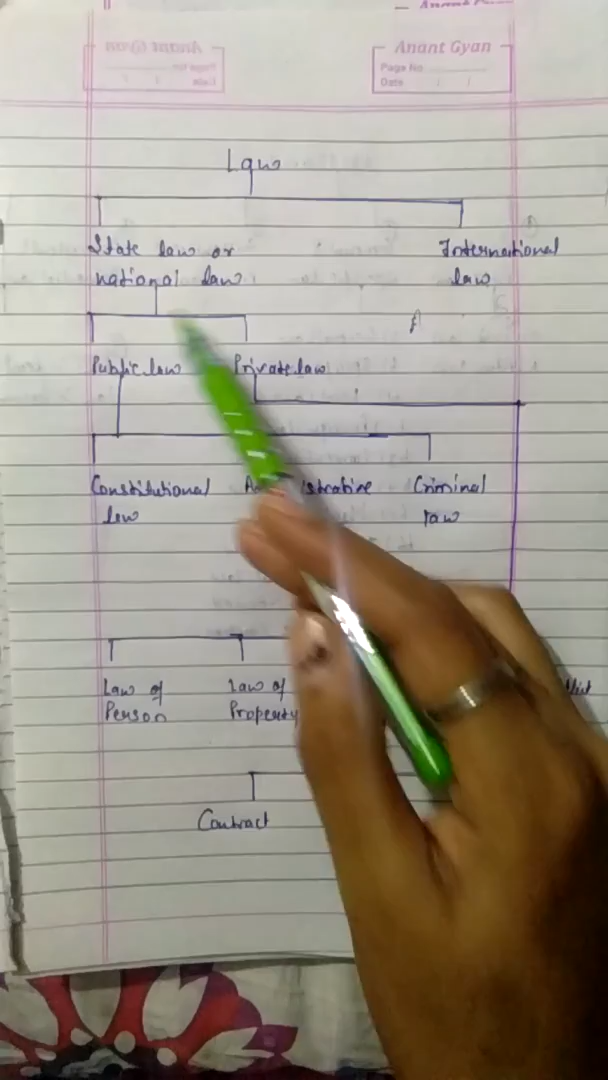 Anant Gyan
Page No
Date / /
Law
State law or
national law
International
law
Public law
Private law
Constitutional
law
Criminal
law
Law of
Person
Law of
Property
Contract